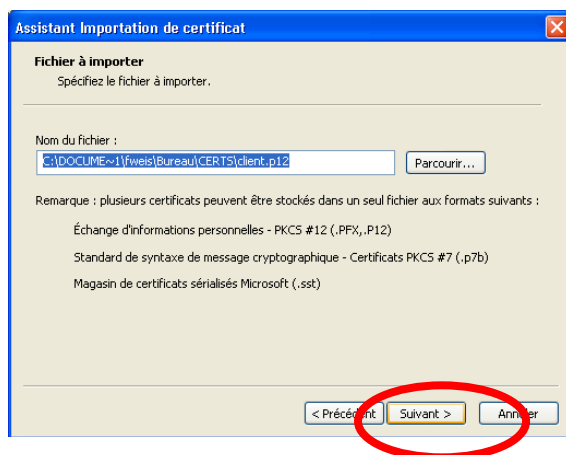 Assistant Importation de certificat
Fichier à importer
Spécifiez le fichier à importer.
Nom du fichier :
C:\DOCUME~1\fweis\Bureau\CERTS\client.p12
Parcourir...
Remarque : plusieurs certificats peuvent être stockés dans un seul fichier aux formats suivants :
Échange d'informations personnelles - PKCS #12 (.PFX,.P12)
Standard de syntaxe de message cryptographique - Certificats PKCS #7 (.p7b)
Magasin de certificats sérialisés Microsoft (.sst)
< Précédent Suivant > Annuler